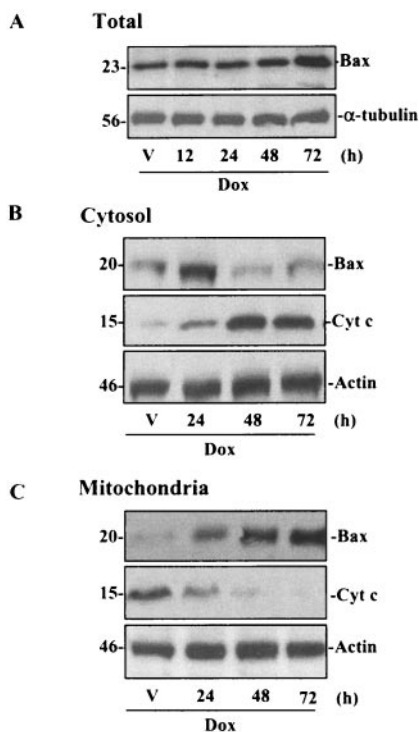 A Total
23- -Bax
56- -α-tubulin
V 12 24 48 72 (h)
Dox
B Cytosol
20- -Bax
15- -Cyt c
46- -Actin
V 24 48 72 (h)
Dox
C Mitochondria
20- -Bax
15- -Cyt c
46- -Actin
V 24 48 72 (h)
Dox